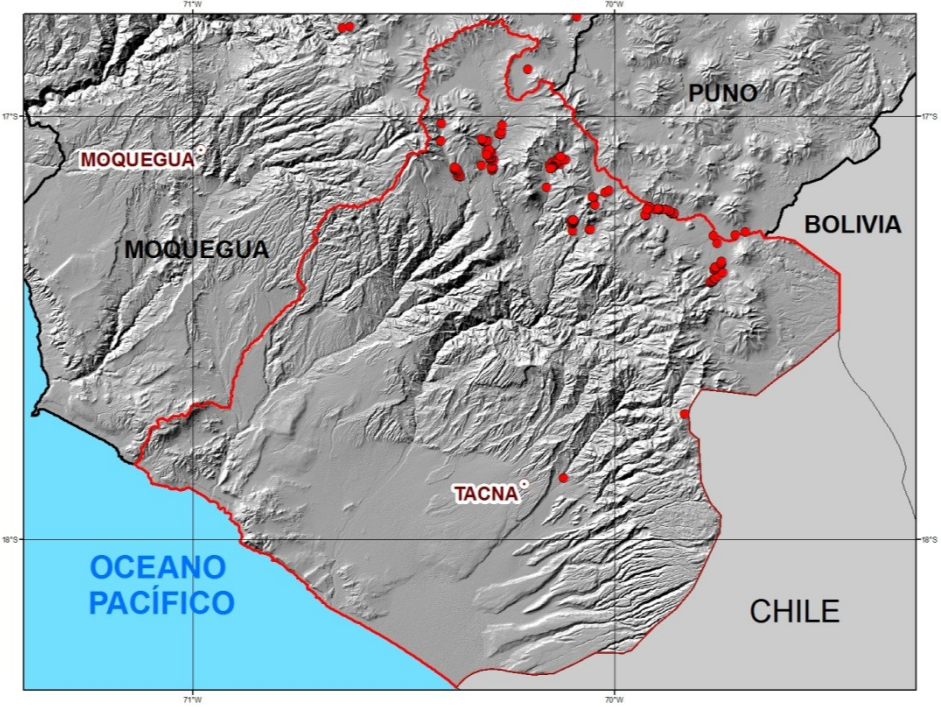 71°W
70°W
PUNO
17°S
17°S
MOQUEGUA
BOLIVIA
MOQUEGUA
TACNA
18°S
18°S
OCEANO
PACÍFICO
CHILE
71°W
70°W